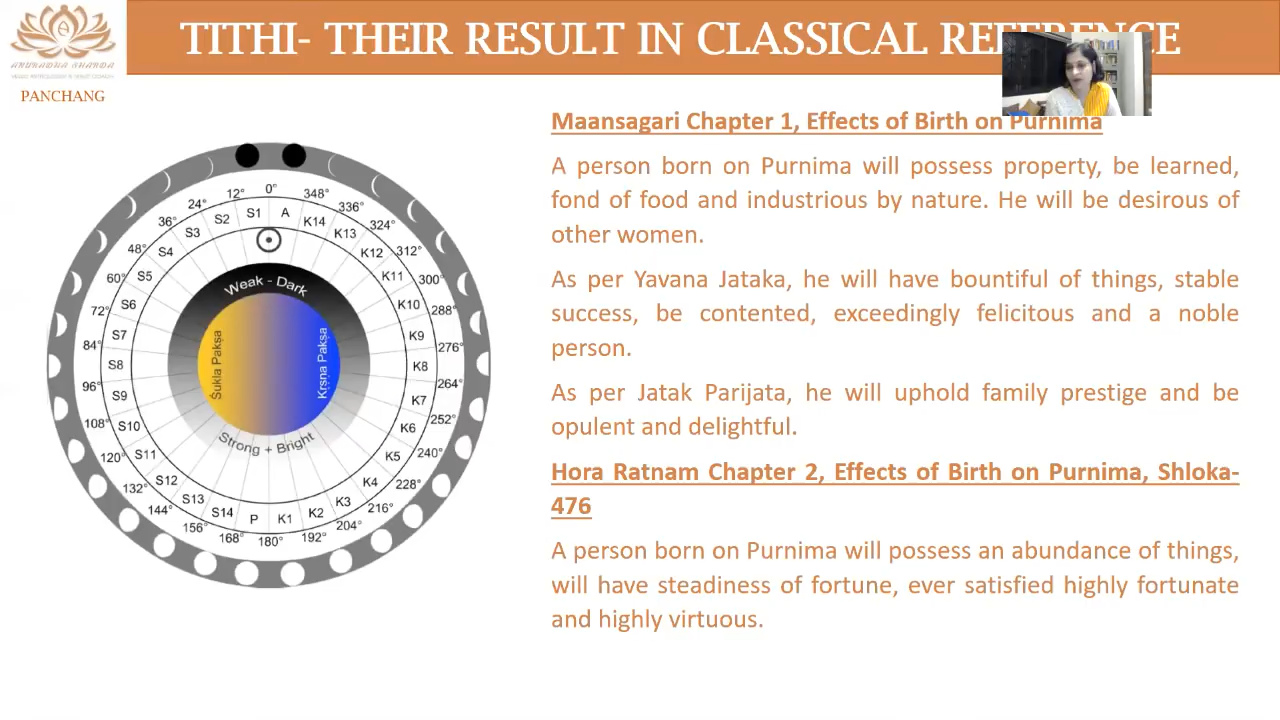 TITHI- THEIR RESULT IN CLASSICAL REFERENCE
PANCHANG
Maansagari Chapter 1, Effects of Birth on Purnima
A person born on Purnima will possess property, be learned,
fond of food and industrious by nature. He will be desirous of
other women.
As per Yavana Jataka, he will have bountiful of things, stable
success, be contented, exceedingly felicitous and a noble
person.
As per Jatak Parijata, he will uphold family prestige and be
opulent and delightful.
Hora Ratnam Chapter 2, Effects of Birth on Purnima, Shloka-
476
A person born on Purnima will possess an abundance of things,
will have steadiness of fortune, ever satisfied highly fortunate
and highly virtuous.
0°
12°
24°
36°
48°
60°
72°
84°
96°
108°
120°
132°
144°
156°
168°
180°
192°
204°
216°
228°
240°
252°
264°
276°
288°
300°
312°
324°
336°
348°
S1
S2
S3
S4
S5
S6
S7
S8
S9
S10
S11
S12
S13
S14
P
K1
K2
K3
K4
K5
K6
K7
K8
K9
K10
K11
K12
K13
K14
A
Weak - Dark
Śukla Pakṣa
Kṛṣṇa Pakṣa
Strong + Bright